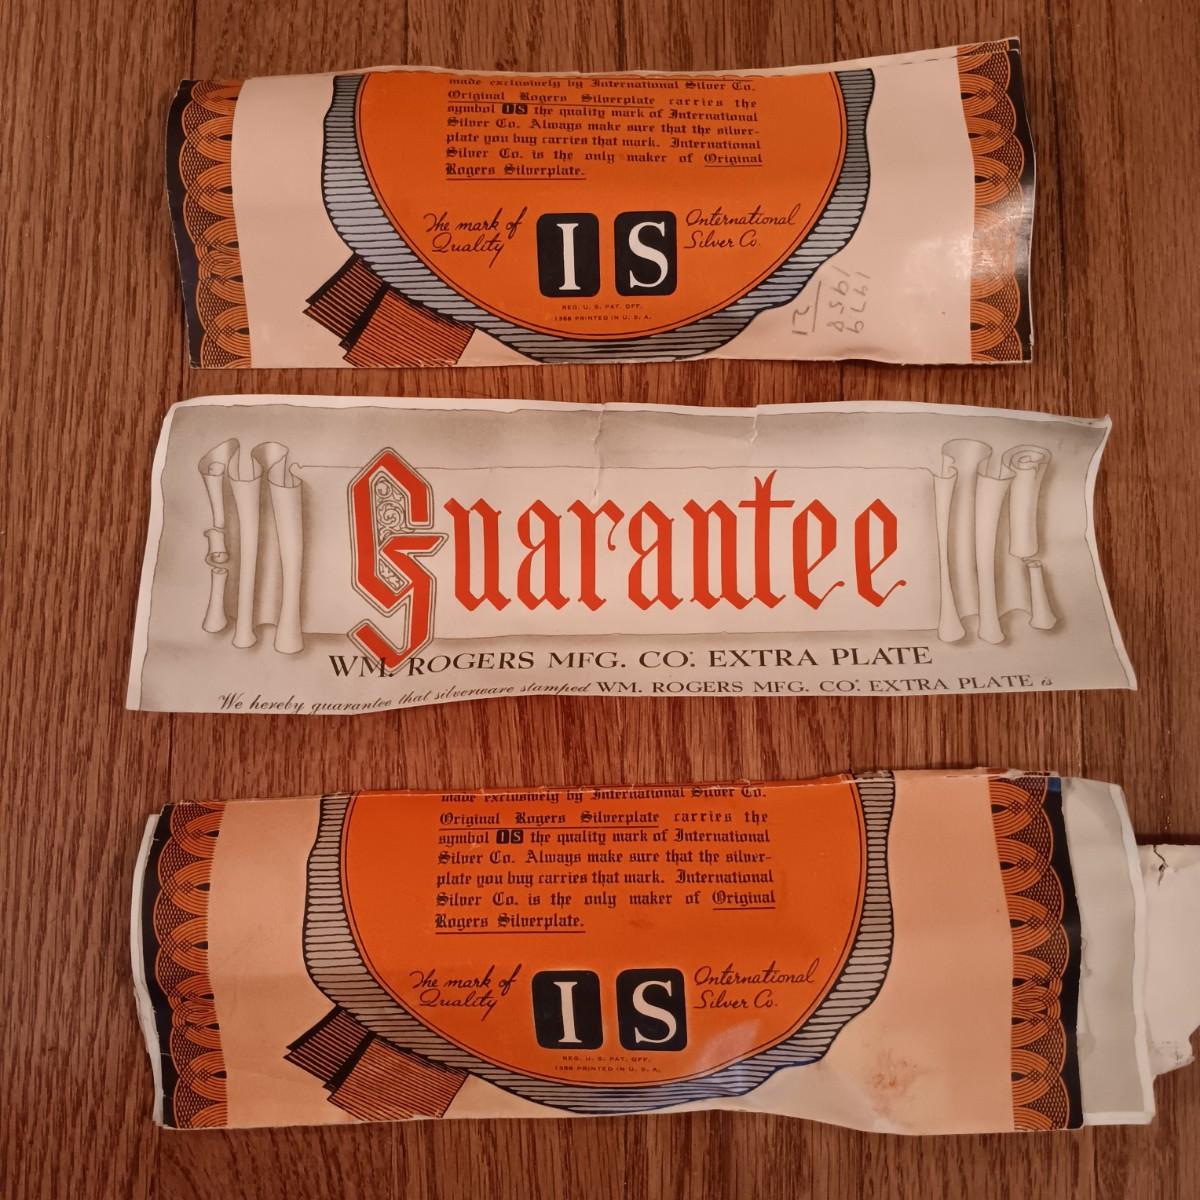 made exclusively by International Silver Co.
Original Rogers Silverplate carries the
symbol IS the quality mark of International
Silver Co. Always make sure that the silver-
plate you buy carries that mark. International
Silver Co. is the only maker of Original
Rogers Silverplate.
The mark of Quality
IS
International Silver Co.
REG. U. S. PAT. OFF.
1388 PRINTED IN U. S. A.
1979
1958
21
Guarantee
WM. ROGERS MFG. CO. EXTRA PLATE
We hereby guarantee that silverware stamped WM. ROGERS MFG. CO. EXTRA PLATE is
made exclusively by International Silver Co.
Original Rogers Silverplate carries the
symbol IS the quality mark of International
Silver Co. Always make sure that the silver-
plate you buy carries that mark. International
Silver Co. is the only maker of Original
Rogers Silverplate.
The mark of Quality
IS
International Silver Co.
REG. U. S. PAT. OFF.
1388 PRINTED IN U. S. A.